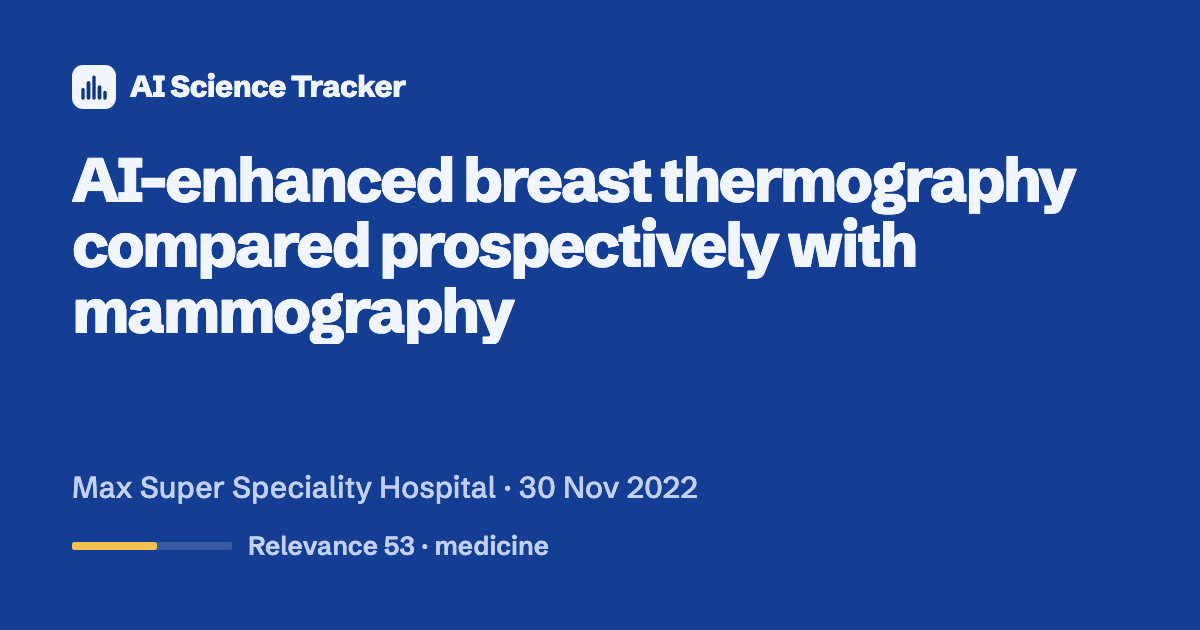 AI Science Tracker
AI-enhanced breast thermography
compared prospectively with
mammography
Max Super Speciality Hospital · 30 Nov 2022
Relevance 53 · medicine